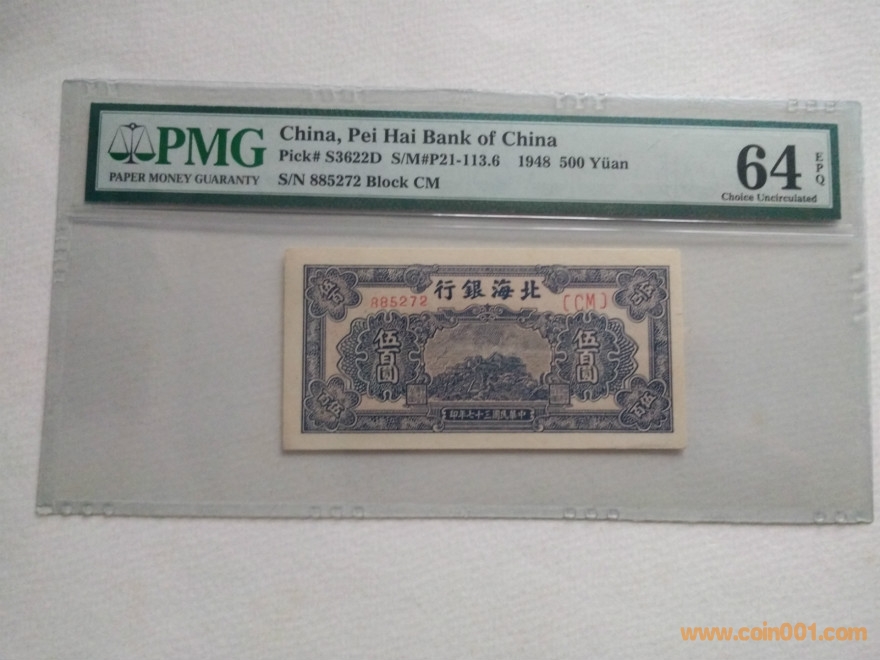 PMG
PAPER MONEY GUARANTY
China, Pei Hai Bank of China
Pick# S3622D S/M#P21-113.6 1948 500 Yüan
S/N 885272 Block CM
64 EPQ
Choice Uncirculated
行銀海北
885272 (CM)
伍百圓 伍百圓
印年七十三國民華中
www.coin001.com